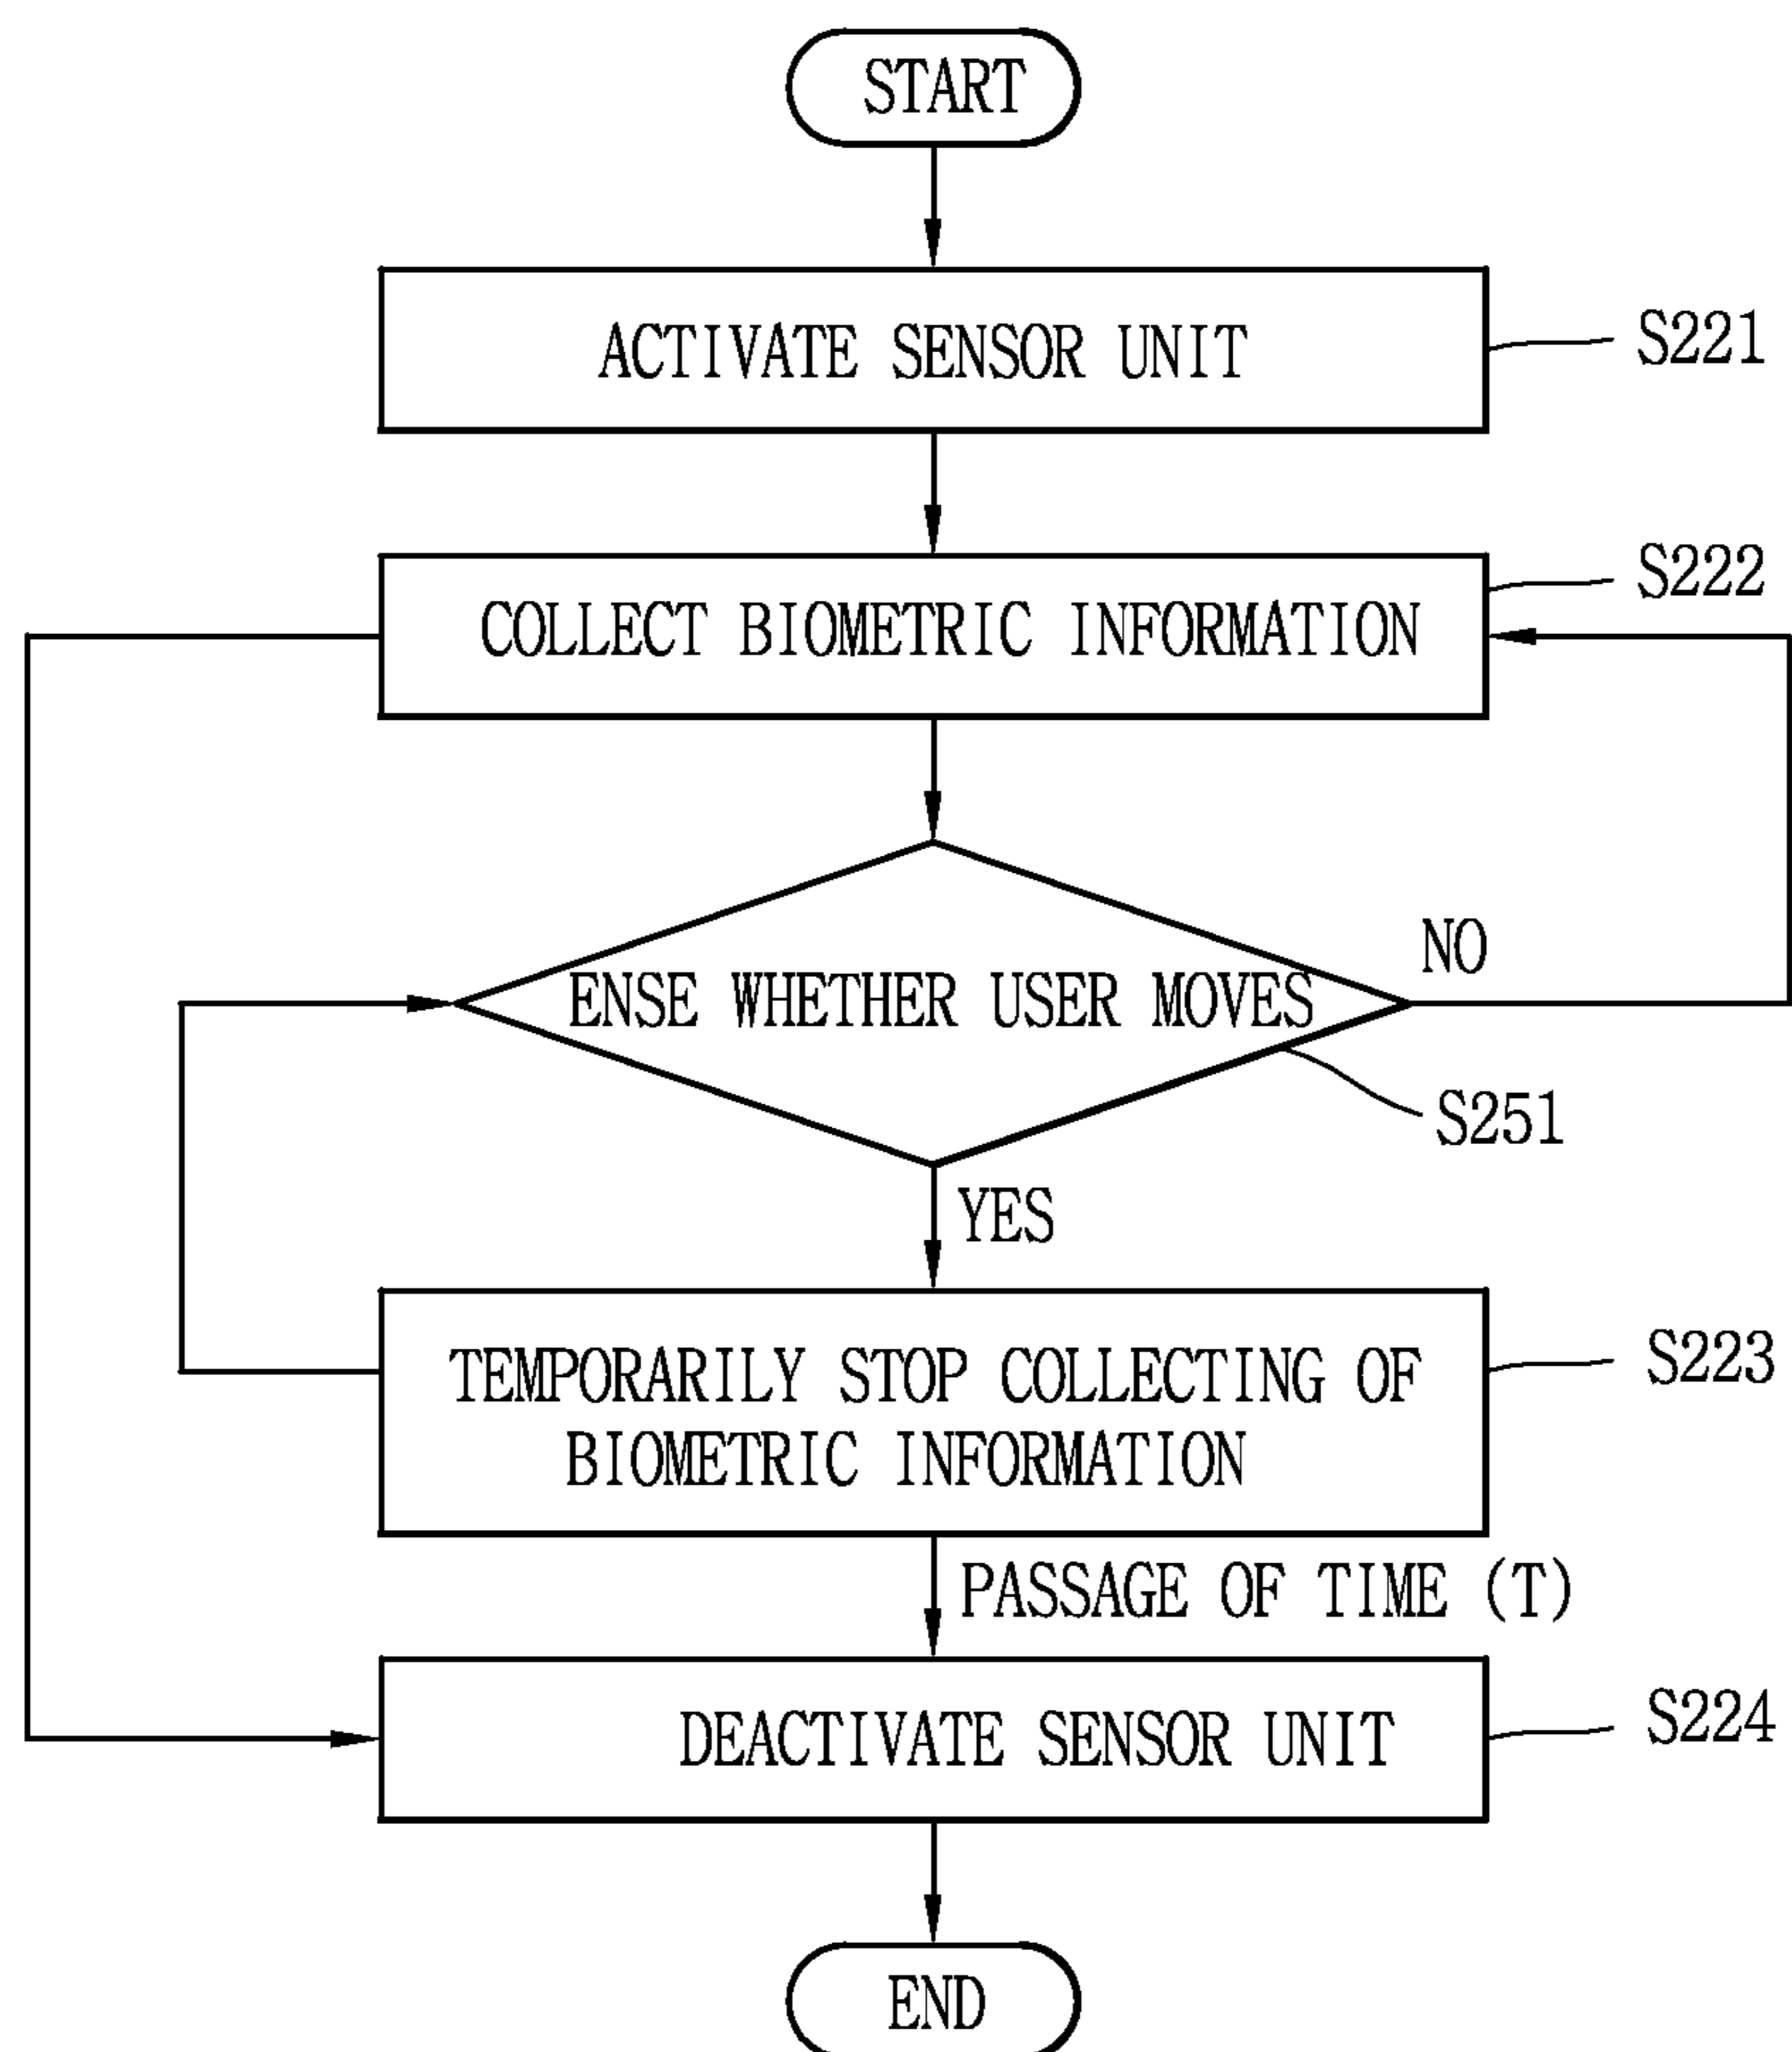 START
ACTIVATE SENSOR UNIT
S221
COLLECT BIOMETRIC INFORMATION
S222
ENSE WHETHER USER MOVES
NO
S251
YES
TEMPORARILY STOP COLLECTING OF
BIOMETRIC INFORMATION
S223
PASSAGE OF TIME (T)
DEACTIVATE SENSOR UNIT
S224
END